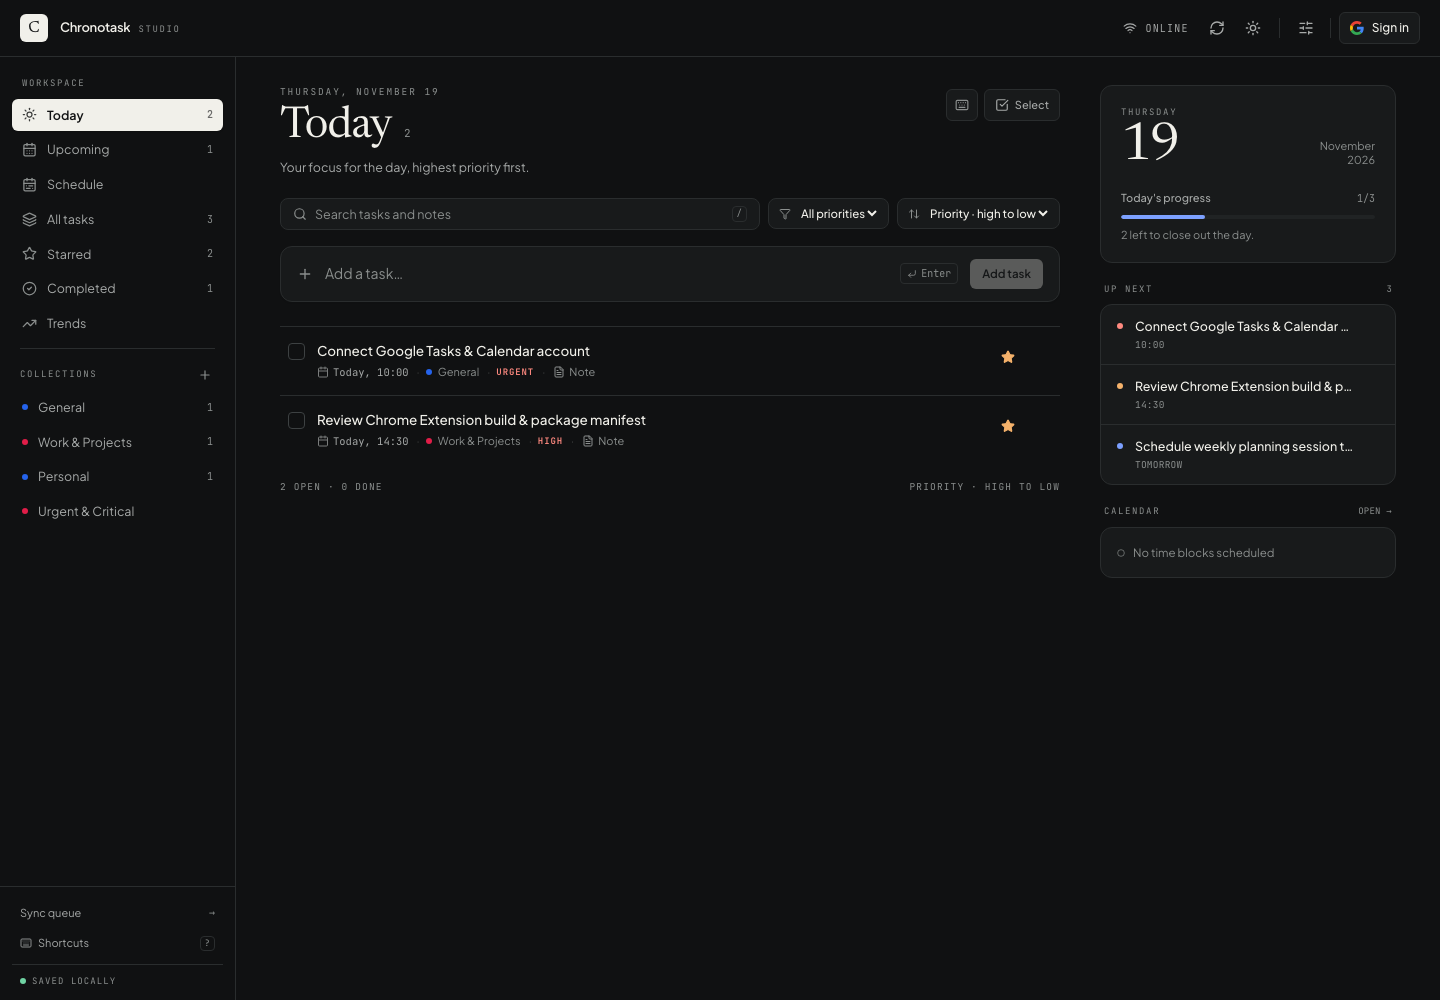 C
Chronotask STUDIO
ONLINE
Sign in
WORKSPACE
Today 2
Upcoming 1
Schedule
All tasks 3
Starred 2
Completed 1
Trends
COLLECTIONS
General 1
Work & Projects 1
Personal 1
Urgent & Critical
Sync queue →
Shortcuts ?
SAVED LOCALLY
THURSDAY, NOVEMBER 19
Today 2
Your focus for the day, highest priority first.
Select
Search tasks and notes /
All priorities
Priority · high to low
Add a task…
Enter
Add task
Connect Google Tasks & Calendar account
Today, 10:00 · General · URGENT · Note
Review Chrome Extension build & package manifest
Today, 14:30 · Work & Projects · HIGH · Note
2 OPEN · 0 DONE
PRIORITY · HIGH TO LOW
THURSDAY
19
November
2026
Today's progress 1/3
2 left to close out the day.
UP NEXT 3
Connect Google Tasks & Calendar …
10:00
Review Chrome Extension build & p…
14:30
Schedule weekly planning session t…
TOMORROW
CALENDAR OPEN →
No time blocks scheduled